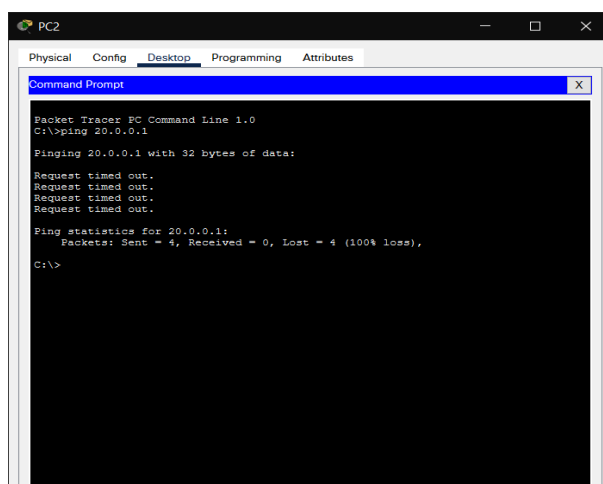 PC2
Physical Config Desktop Programming Attributes
Command Prompt X
Packet Tracer PC Command Line 1.0
C:\>ping 20.0.0.1
Pinging 20.0.0.1 with 32 bytes of data:
Request timed out.
Request timed out.
Request timed out.
Request timed out.
Ping statistics for 20.0.0.1:
Packets: Sent = 4, Received = 0, Lost = 4 (100% loss),
C:\>